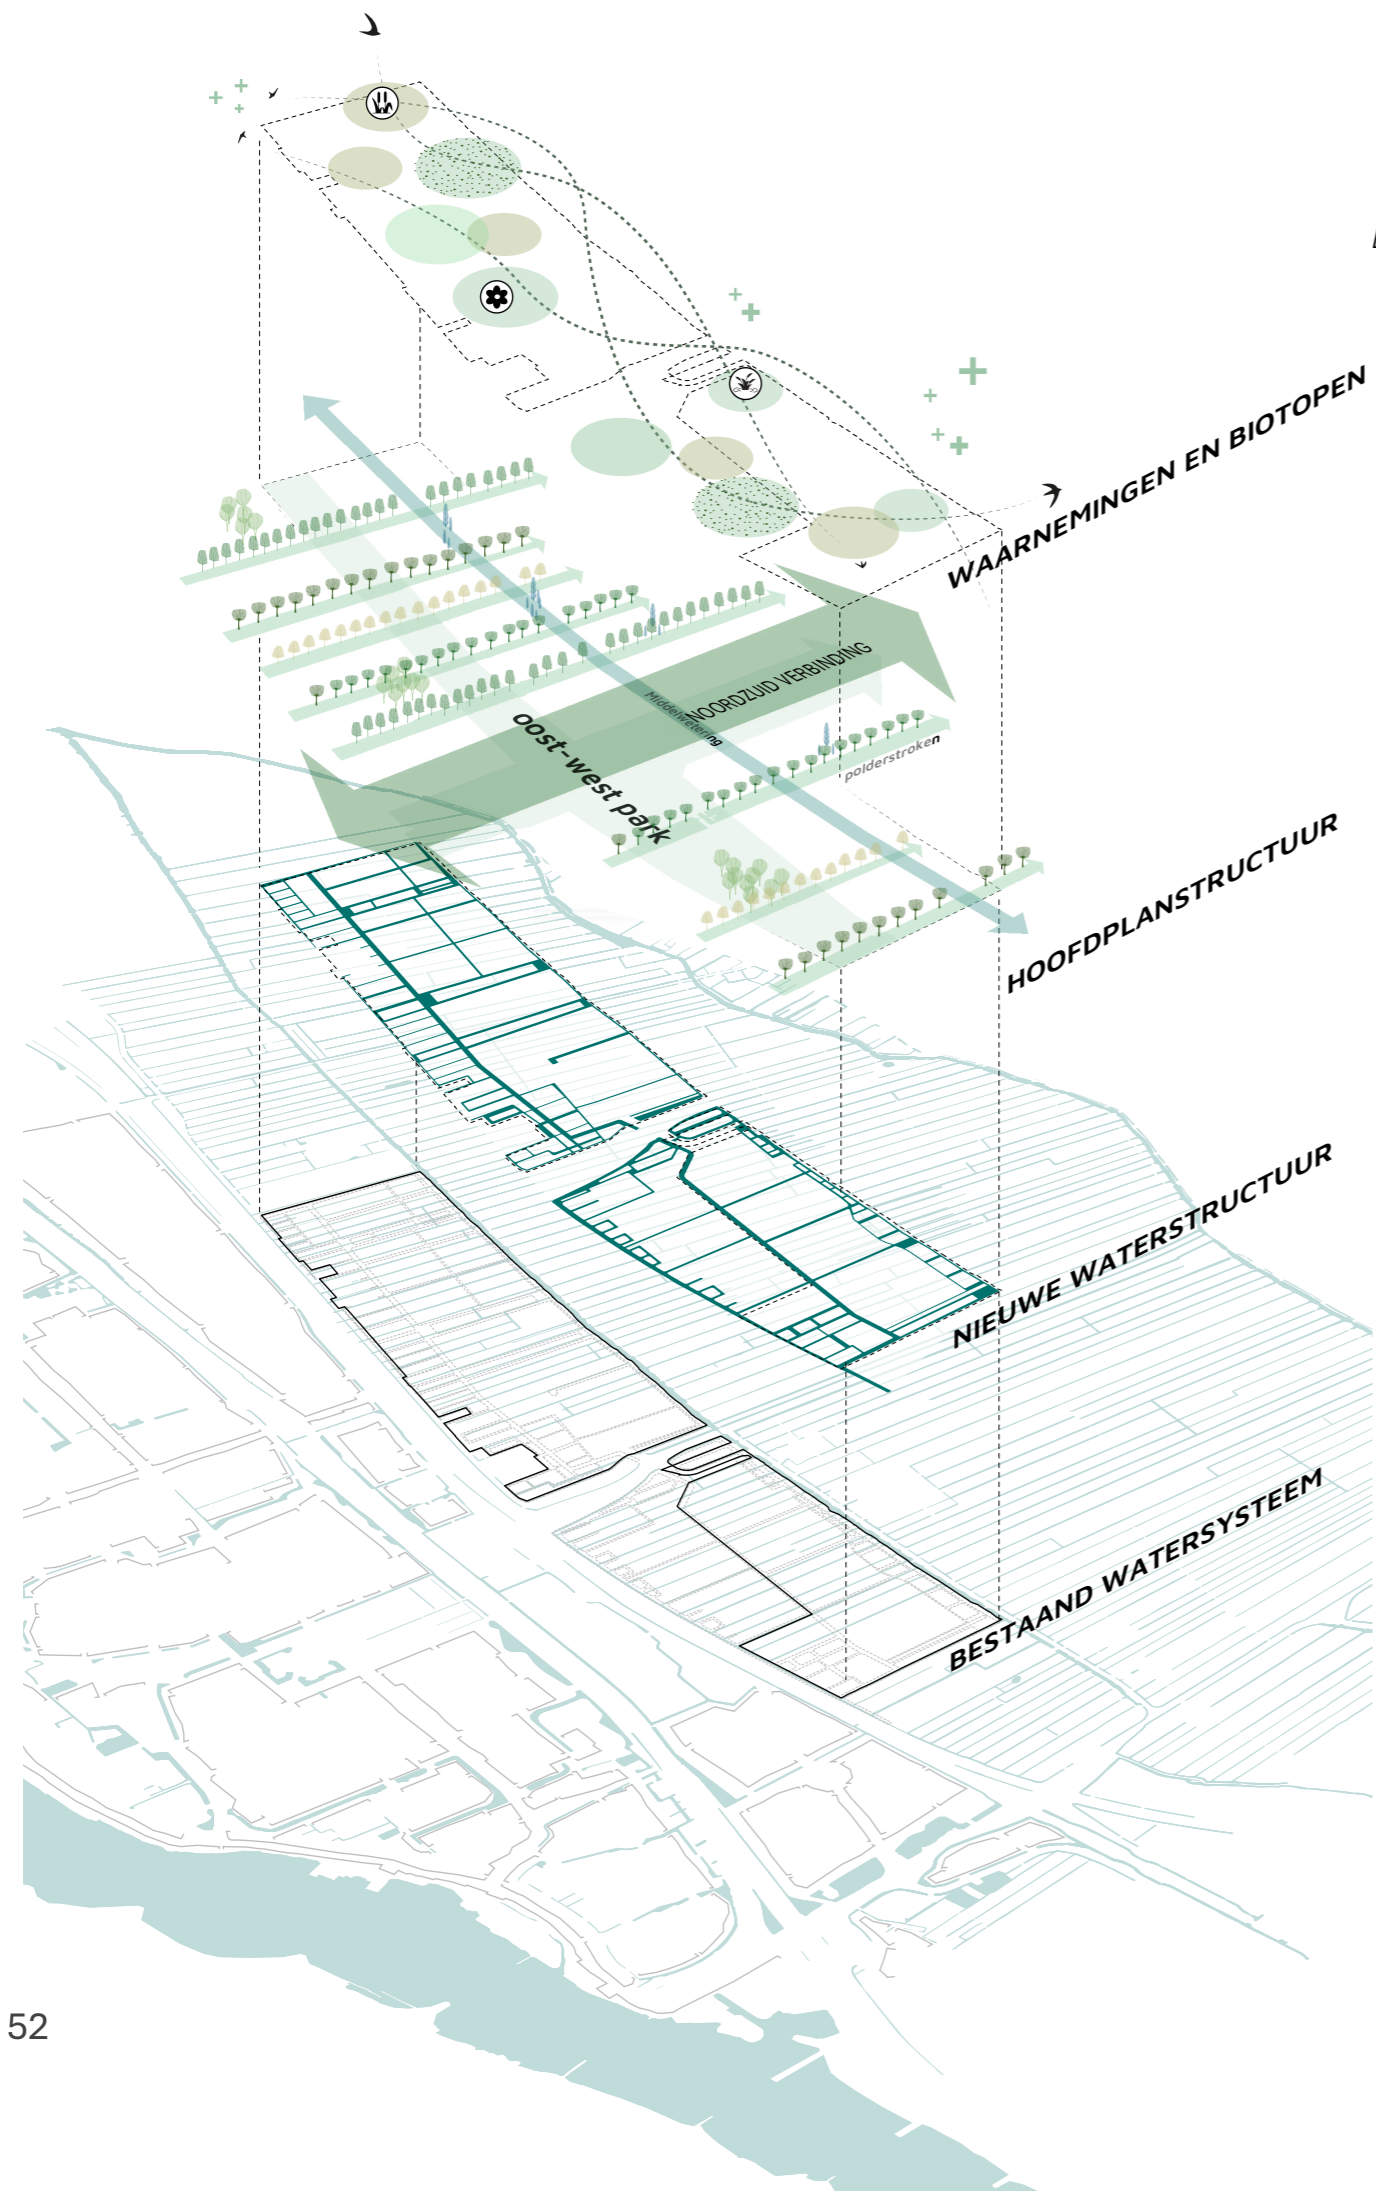 WAARNEMINGEN EN BIOTOPEN
NOORDZUID VERBINDING
Middelwetering
oost-west park
polderstroken
HOOFDPLANSTRUCTUUR
NIEUWE WATERSTRUCTUUR
BESTAAND WATERSYSTEEM
52